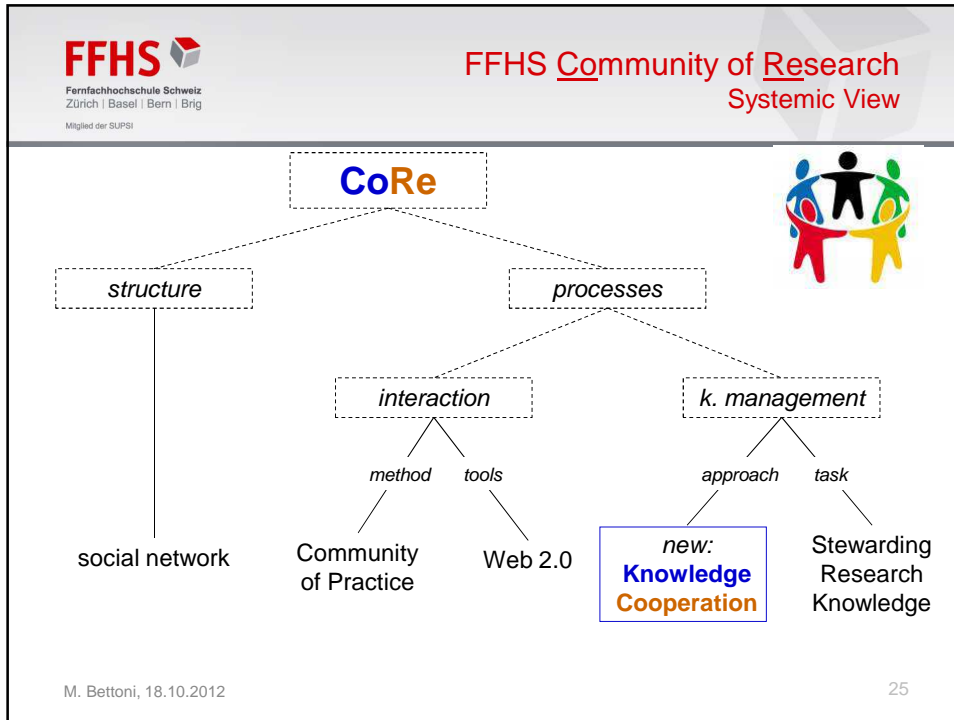 FFHS
Fernfachhochschule Schweiz
Zürich | Basel | Bern | Brig
Mitglied der SUPSI
FFHS Community of Research
Systemic View
CoRe
structure
processes
interaction
k. management
method
tools
approach
task
social network
Community
of Practice
Web 2.0
new:
Knowledge
Cooperation
Stewarding
Research
Knowledge
M. Bettoni, 18.10.2012
25